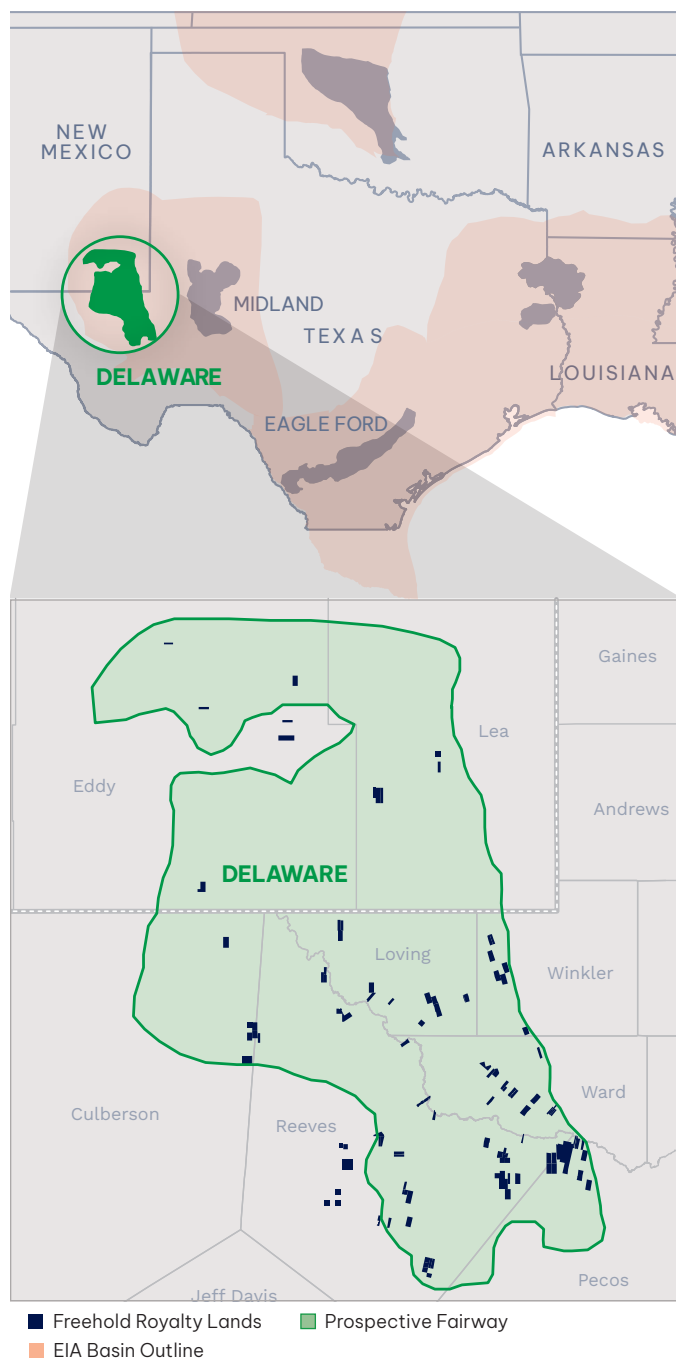 NEW
MEXICO
ARKANSAS
MIDLAND
TEXAS
DELAWARE
LOUISIANA
EAGLE FORD
Gaines
Lea
Eddy
Andrews
DELAWARE
Loving
Winkler
Ward
Culberson
Reeves
Pecos
Jeff Davis
Freehold Royalty Lands
Prospective Fairway
EIA Basin Outline